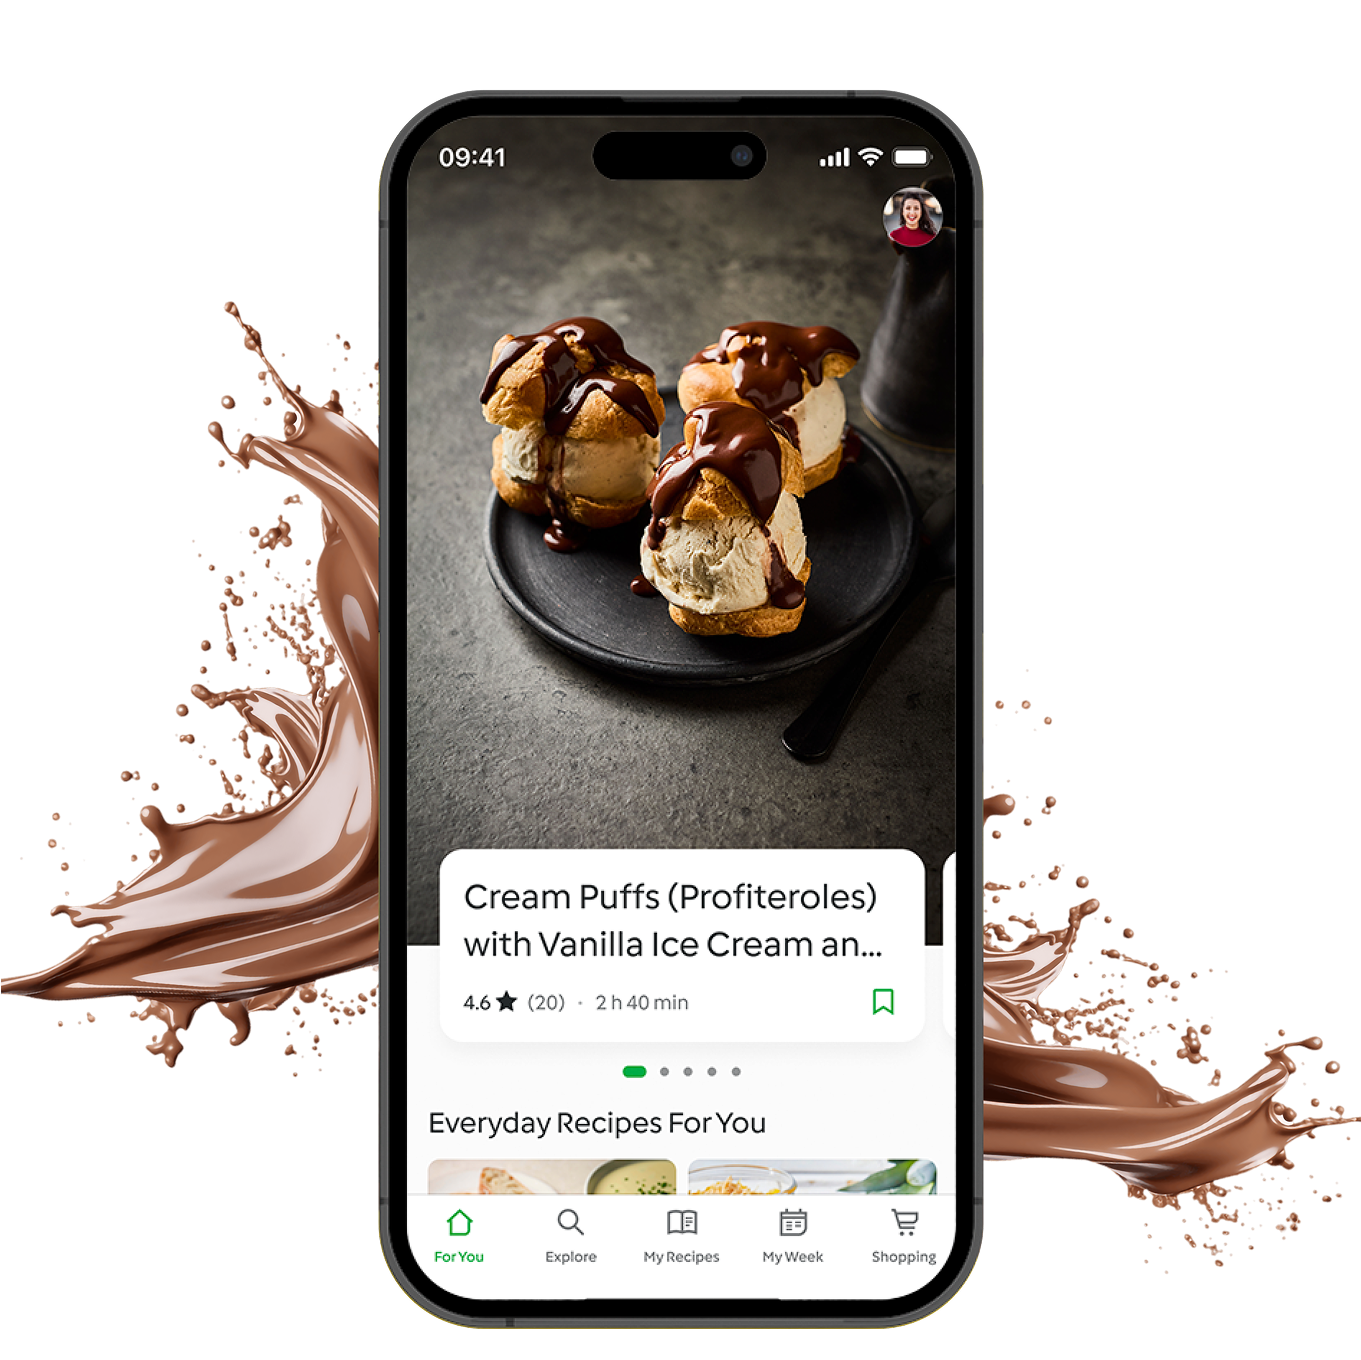 09:41
Cream Puffs (Profiteroles)
with Vanilla Ice Cream an...
4.6 ★ (20) • 2 h 40 min
Everyday Recipes For You
For You
Explore
My Recipes
My Week
Shopping